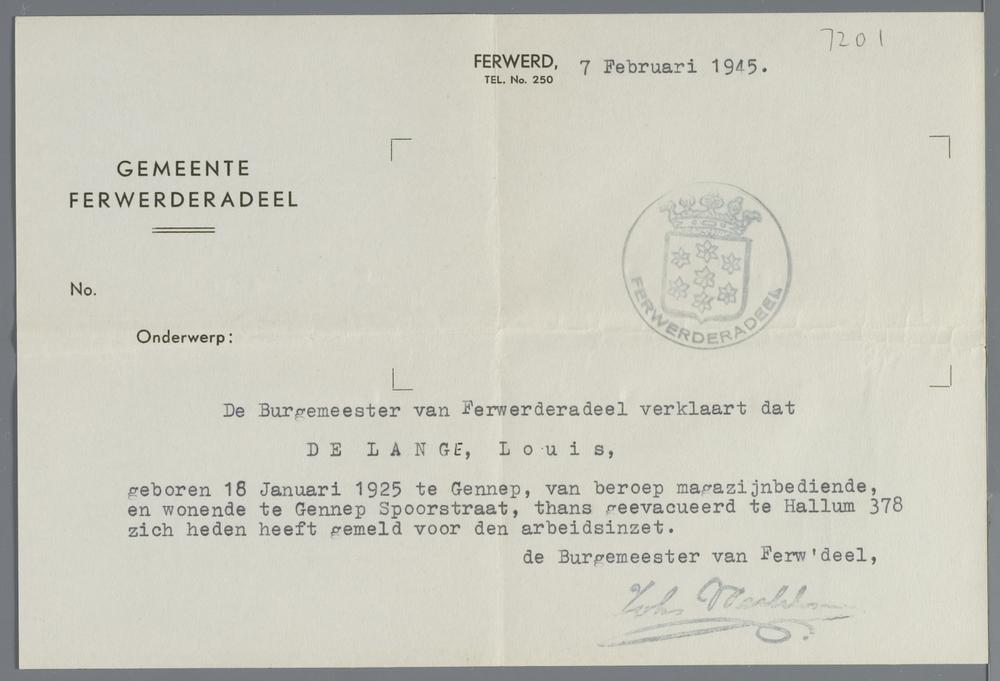 7201
FERWERD, 7 Februari 1945.
TEL. No. 250
GEMEENTE
FERWERDERADEEL
No.
Onderwerp:
FERWERDERADEEL
De Burgemeester van Ferwerderadeel verklaart dat
DE LANGE, Louis,
geboren 18 Januari 1925 te Gennep, van beroep magazijnbediende,
en wonende te Gennep Spoorstraat, thans geevacueerd te Hallum 378
zich heden heeft gemeld voor den arbeidsinzet.
de Burgemeester van Ferw'deel,